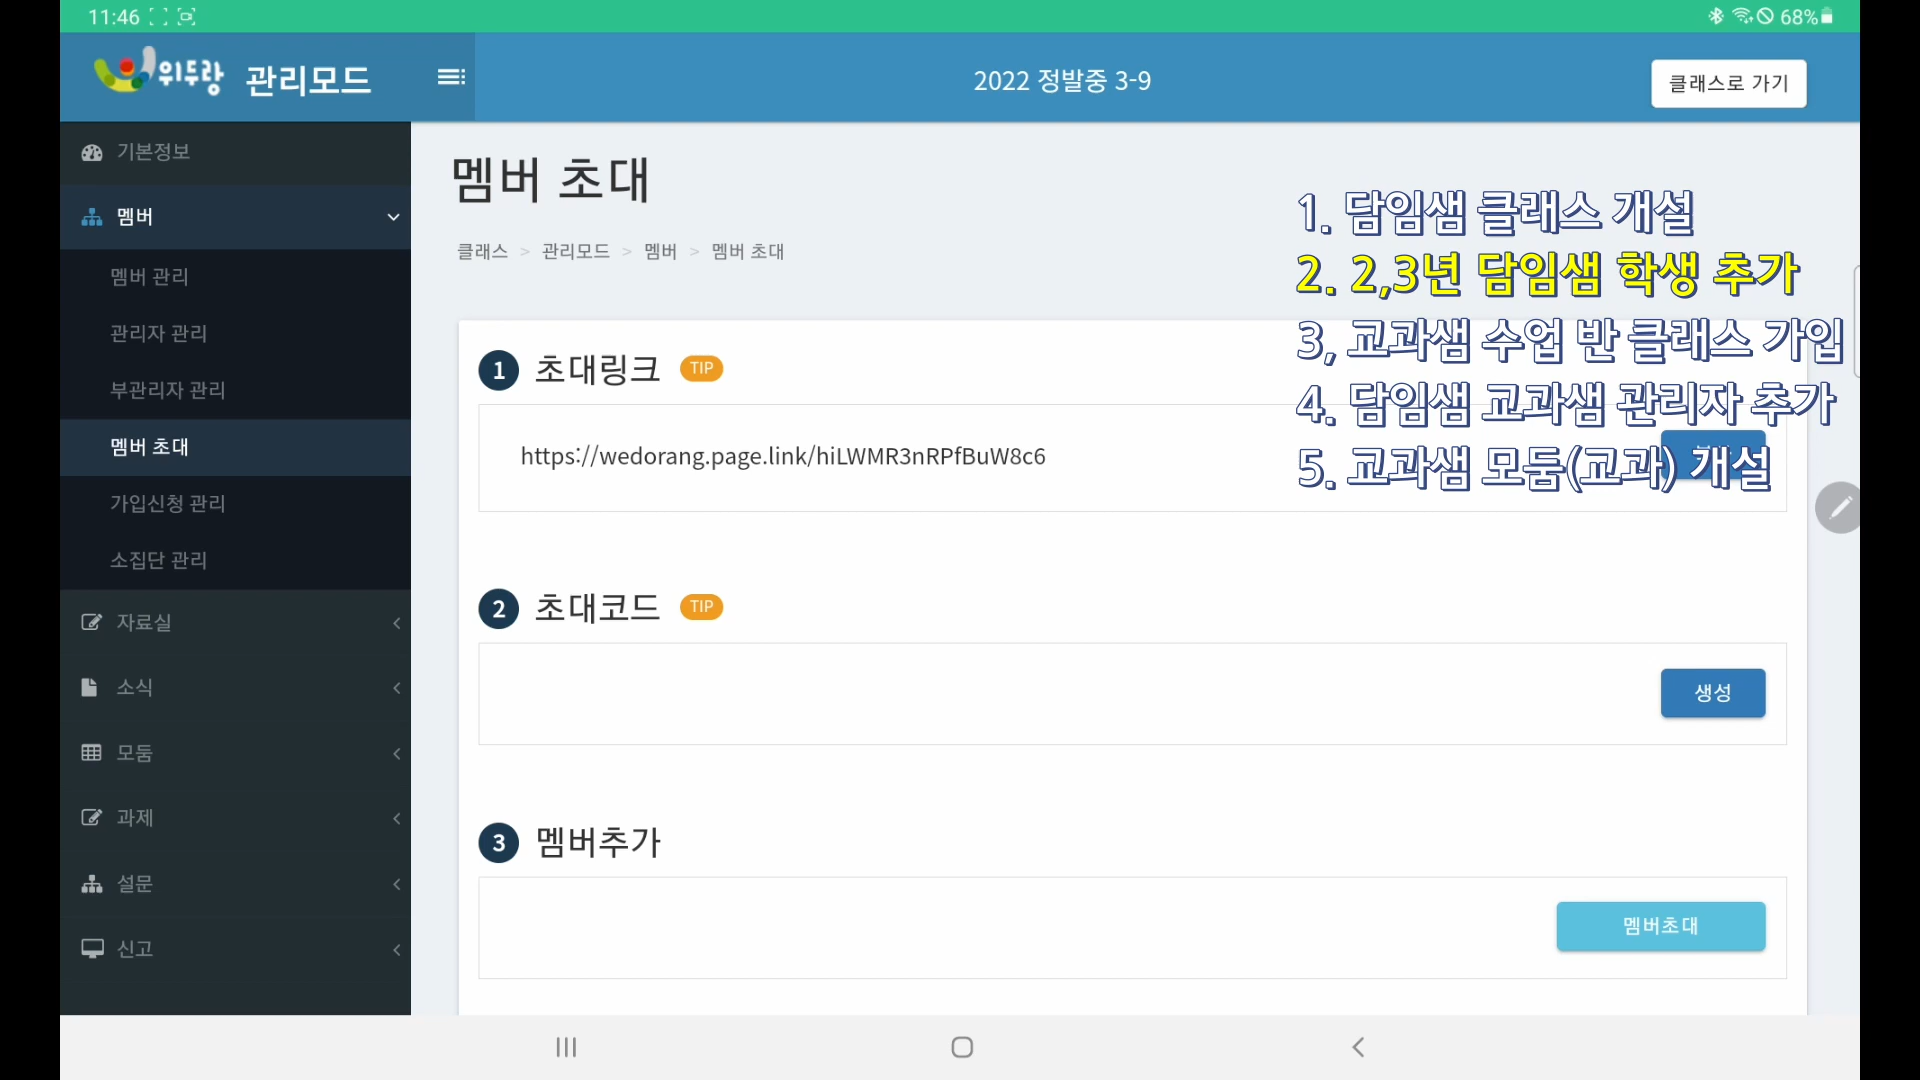 11:46
68%
위두랑 관리모드
2022 정발중 3-9
클래스로 가기
기본정보
멤버
멤버 관리
관리자 관리
부관리자 관리
멤버 초대
가입신청 관리
소집단 관리
자료실
소식
모둠
과제
설문
신고
멤버 초대
클래스 > 관리모드 > 멤버 > 멤버 초대
1. 담임샘 클래스 개설
2. 2,3년 담임샘 학생 추가
3, 교과샘 수업 반 클래스 가입
4. 담임샘 교과샘 관리자 추가
5. 교과샘 모둠(교과) 개설
1 초대링크 TIP
https://wedorang.page.link/hiLWMR3nRPfBuW8c6
2 초대코드 TIP
생성
3 멤버추가
멤버초대